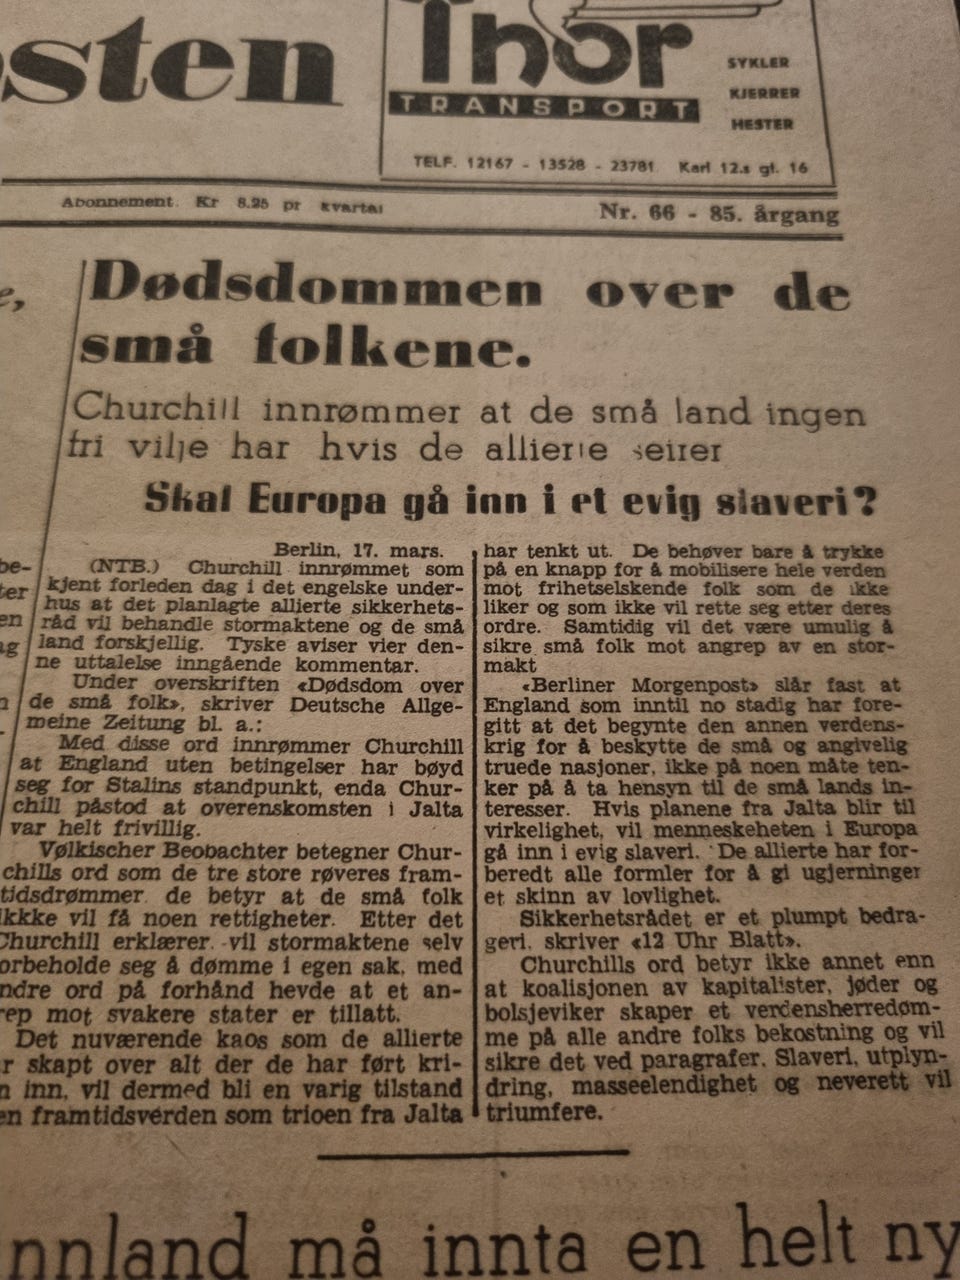 sten
Thor
TRANSPORT
SYKLER
KJERRER
HESTER
TELF. 12167 - 13528 - 23781 Karl 12.s gt. 16
Abonnement: Kr 8.25 pr kvartal
Nr. 66 - 85. årgang
e,
Dødsdommen over de
små folkene.
Churchill innrømmer at de små land ingen
fri vilje har hvis de allierte seirer
Skal Europa gå inn i et evig slaveri?
Berlin, 17. mars.
(NTB.) Churchill innrømmet som
kjent forleden dag i det engelske under-
hus at det planlagte allierte sikkerhets-
råd vil behandle stormaktene og de små
land forskjellig. Tyske aviser vier den-
ne uttalelse inngående kommentar.
Under overskriften «Dødsdom over
de små folk», skriver Deutsche Allge-
meine Zeitung bl. a.:
Med disse ord innrømmer Churchill
at England uten betingelser har bøyd
seg for Stalins standpunkt, enda Chur-
chill påstod at overenskomsten i Jalta
var helt frivillig.
Vølkischer Beobachter betegner Chur-
chills ord som de tre store røveres fram-
tidsdrømmer. de betyr at de små folk
ikkke vil få noen rettigheter. Etter det
Churchill erklærer. vil stormaktene selv
orbeholde seg å dømme i egen sak, med
ndre ord på forhånd hevde at et an-
rep mot svakere stater er tillatt.
Det nuværende kaos som de allierte
r skapt over alt der de har ført kri-
n inn, vil dermed bli en varig tilstand
en framtidsverden som trioen fra Jalta
har tenkt ut. De behøver bare å trykke
på en knapp for å mobilisere hele verden
mot frihetselskende folk som de ikke
liker og som ikke vil rette seg etter deres
ordre. Samtidig vil det være umulig å
sikre små folk mot angrep av en stor-
makt
«Berliner Morgenpost» slår fast at
England som inntil no stadig har fore-
gitt at det begynte den annen verdens-
krig for å beskytte de små og angivelig
truede nasjoner, ikke på noen måte ten-
ker på å ta hensyn til de små lands in-
teresser. Hvis planene fra Jalta blir til
virkelighet, vil menneskeheten i Europa
gå inn i evig slaveri. De allierte har for-
beredt alle formler for å gi ugjerninger
et skinn av lovlighet.
Sikkerhetsrådet er et plumpt bedra-
geri, skriver «12 Uhr Blatt».
Churchills ord betyr ikke annet enn
at koalisjonen av kapitalister, jøder og
bolsjeviker skaper et verdensherredøm-
me på alle andre folks bekostning og vil
sikre det ved paragrafer. Slaveri, utplyn-
dring, masseelendighet og neverett vil
triumfere.
nnland må innta en helt ny